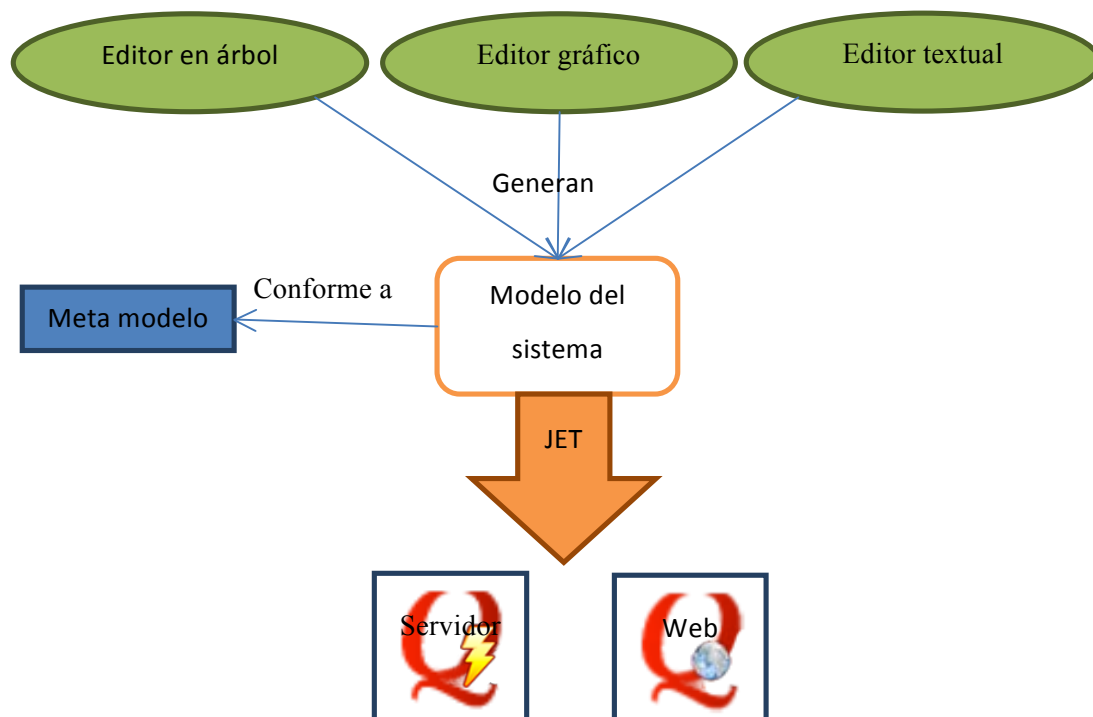 Editor en árbol
Editor gráfico
Editor textual
Generan
Conforme a
Meta modelo
Modelo del
sistema
JET
Servidor
Web